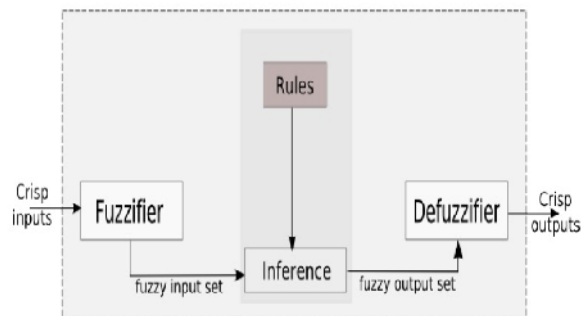 Rules
Crisp
inputs
Fuzzifier
Defuzzifier
Crisp
outputs
fuzzy input set
Inference
fuzzy output set